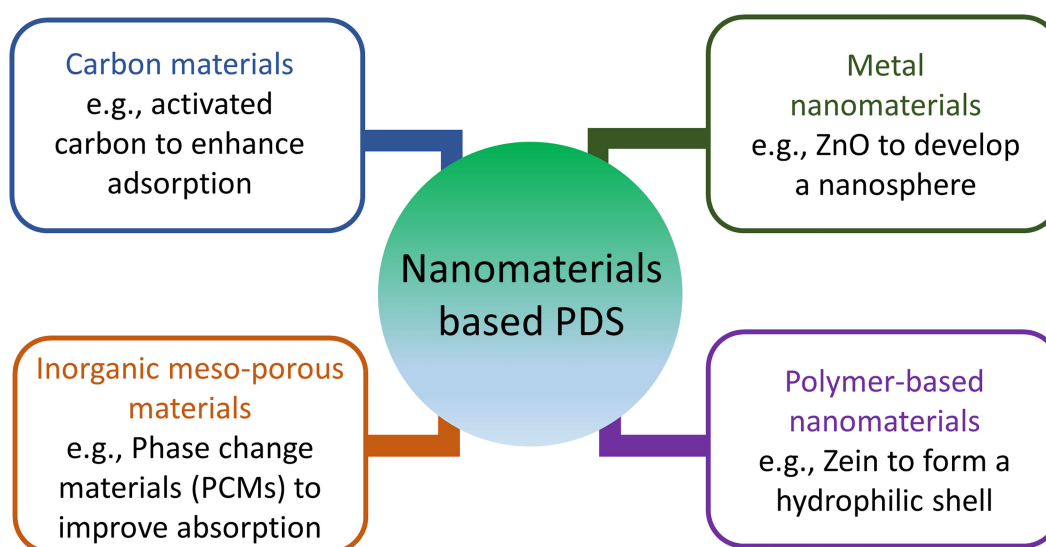 Carbon materials
e.g., activated
carbon to enhance
adsorption
Metal
nanomaterials
e.g., ZnO to develop
a nanosphere
Nanomaterials
based PDS
Inorganic meso-porous
materials
e.g., Phase change
materials (PCMs) to
improve absorption
Polymer-based
nanomaterials
e.g., Zein to form a
hydrophilic shell